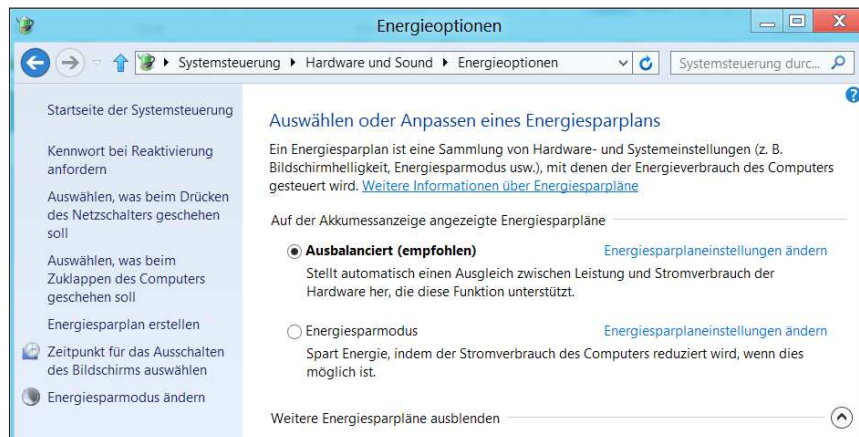 Energieoptionen
Systemsteuerung ▸ Hardware und Sound ▸ Energieoptionen
Systemsteuerung durc...
Startseite der Systemsteuerung
Kennwort bei Reaktivierung
anfordern
Auswählen, was beim Drücken
des Netzschalters geschehen
soll
Auswählen, was beim
Zuklappen des Computers
geschehen soll
Energiesparplan erstellen
Zeitpunkt für das Ausschalten
des Bildschirms auswählen
Energiesparmodus ändern
Auswählen oder Anpassen eines Energiesparplans
Ein Energiesparplan ist eine Sammlung von Hardware- und Systemeinstellungen (z. B.
Bildschirmhelligkeit, Energiesparmodus usw.), mit denen der Energieverbrauch des Computers
gesteuert wird. Weitere Informationen über Energiesparpläne
Auf der Akkumessanzeige angezeigte Energiesparpläne
Ausbalanciert (empfohlen) Energiesparplaneinstellungen ändern
Stellt automatisch einen Ausgleich zwischen Leistung und Stromverbrauch der
Hardware her, die diese Funktion unterstützt.
Energiesparmodus Energiesparplaneinstellungen ändern
Spart Energie, indem der Stromverbrauch des Computers reduziert wird, wenn dies
möglich ist.
Weitere Energiesparpläne ausblenden